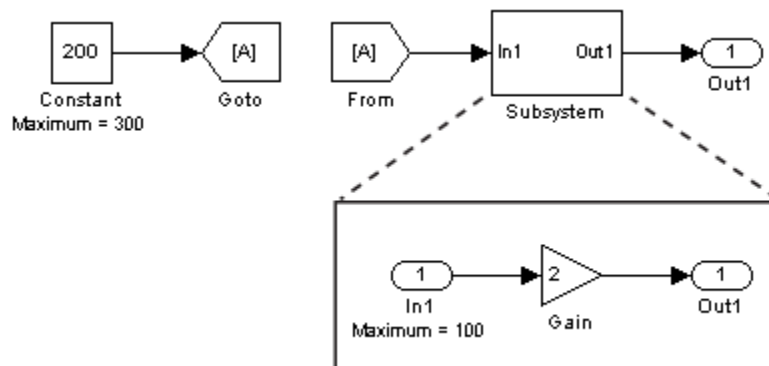 200
[A]
[A]
In1
Out1
1
Constant
Goto
From
Subsystem
Out1
Maximum = 300
1
2
1
In1
Gain
Out1
Maximum = 100